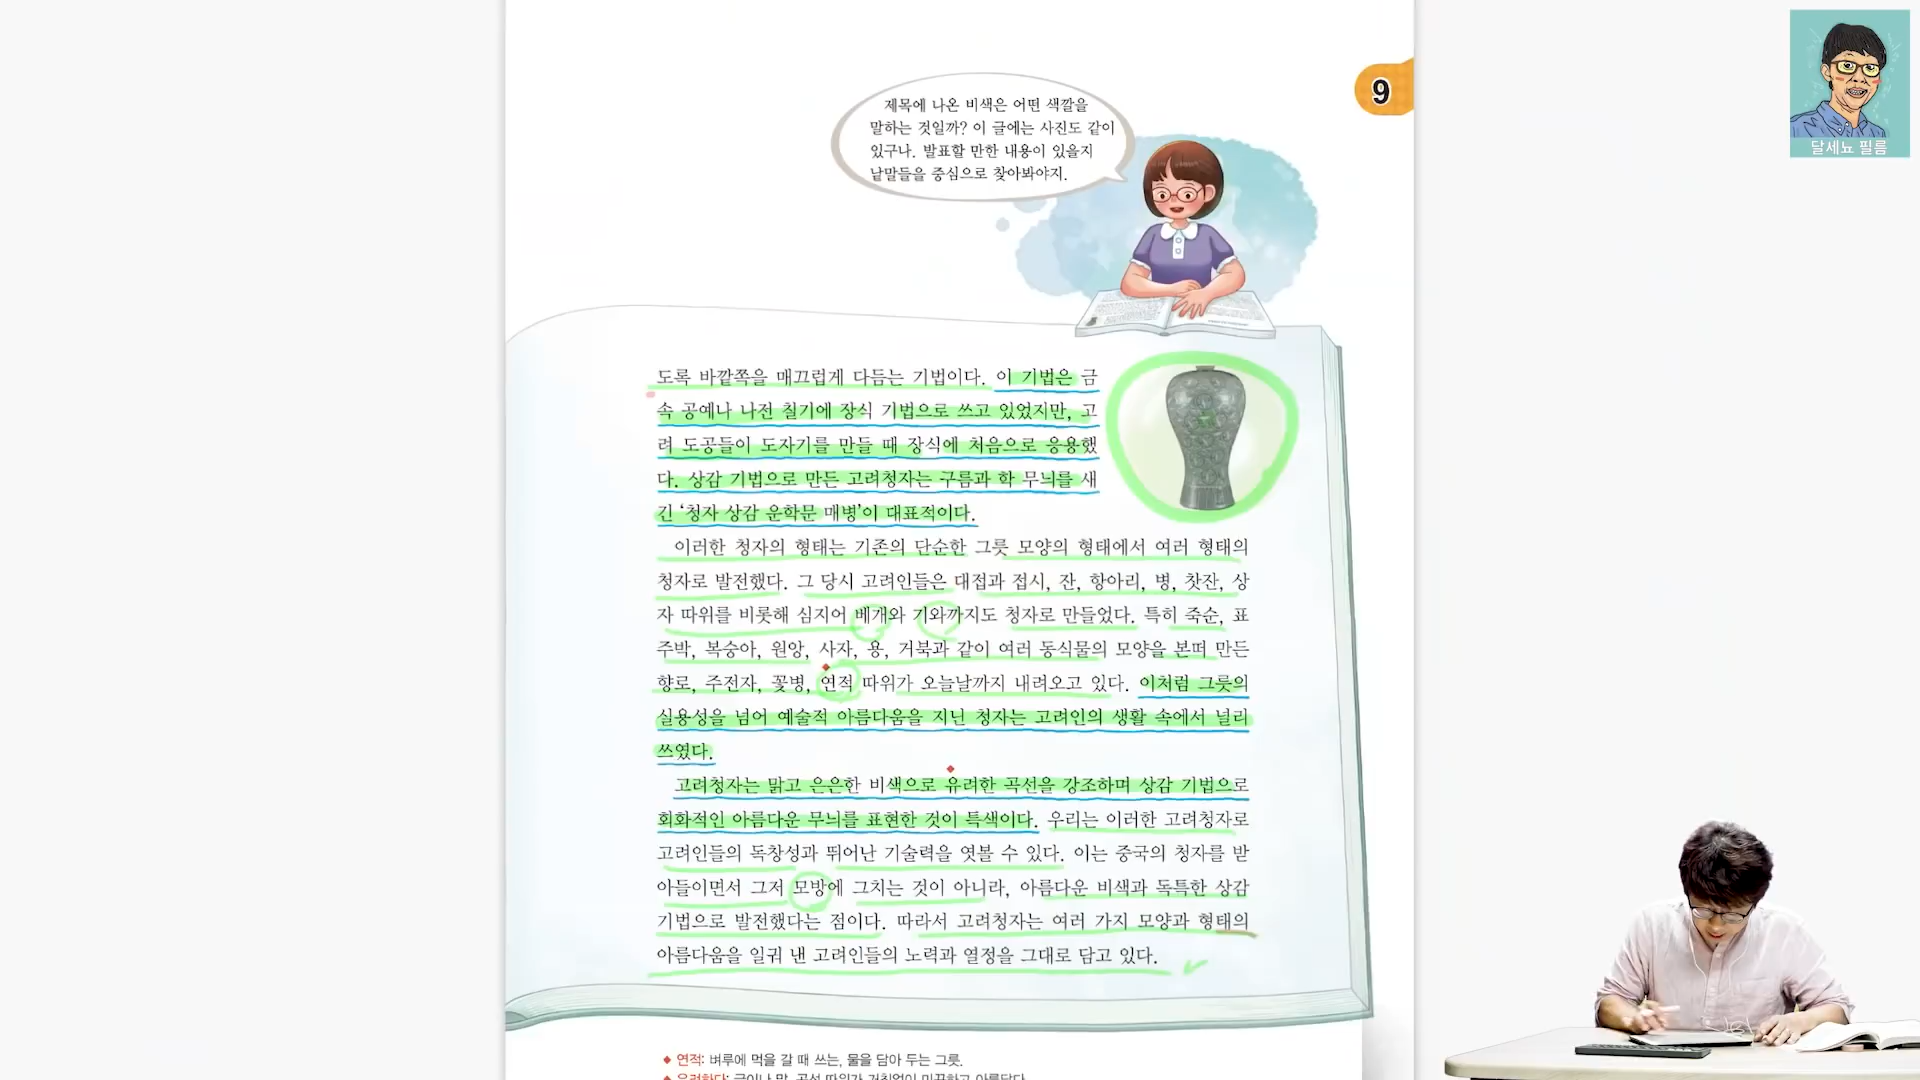 제목에 나온 비색은 어떤 색깔을
말하는 것일까? 이 글에는 사진도 같이
있구나. 발표할 만한 내용이 있을지
낱말들을 중심으로 찾아봐야지.
9
달세뇨 필름
도록 바깥쪽을 매끄럽게 다듬는 기법이다. 이 기법은 금
속 공예나 나전 칠기에 장식 기법으로 쓰고 있었지만, 고
려 도공들이 도자기를 만들 때 장식에 처음으로 응용했
다. 상감 기법으로 만든 고려청자는 구름과 학 무늬를 새
긴 ‘청자 상감 운학문 매병’이 대표적이다.
이러한 청자의 형태는 기존의 단순한 그릇 모양의 형태에서 여러 형태의
청자로 발전했다. 그 당시 고려인들은 대접과 접시, 잔, 항아리, 병, 찻잔, 상
자 따위를 비롯해 심지어 베개와 기와까지도 청자로 만들었다. 특히 죽순, 표
주박, 복숭아, 원앙, 사자, 용, 거북과 같이 여러 동식물의 모양을 본떠 만든
향로, 주전자, 꽃병, 연적 따위가 오늘날까지 내려오고 있다. 이처럼 그릇의
실용성을 넘어 예술적 아름다움을 지닌 청자는 고려인의 생활 속에서 널리
쓰였다.
고려청자는 맑고 은은한 비색으로 유려한 곡선을 강조하며 상감 기법으로
회화적인 아름다운 무늬를 표현한 것이 특색이다. 우리는 이러한 고려청자로
고려인들의 독창성과 뛰어난 기술력을 엿볼 수 있다. 이는 중국의 청자를 받
아들이면서 그저 모방에 그치는 것이 아니라, 아름다운 비색과 독특한 상감
기법으로 발전했다는 점이다. 따라서 고려청자는 여러 가지 모양과 형태의
아름다움을 일궈 낸 고려인들의 노력과 열정을 그대로 담고 있다.
연적: 벼루에 먹을 갈 때 쓰는, 물을 담아 두는 그릇.
유려하다: 글이나 말, 곡선 따위가 거침없이 미끈하고 아름답다.